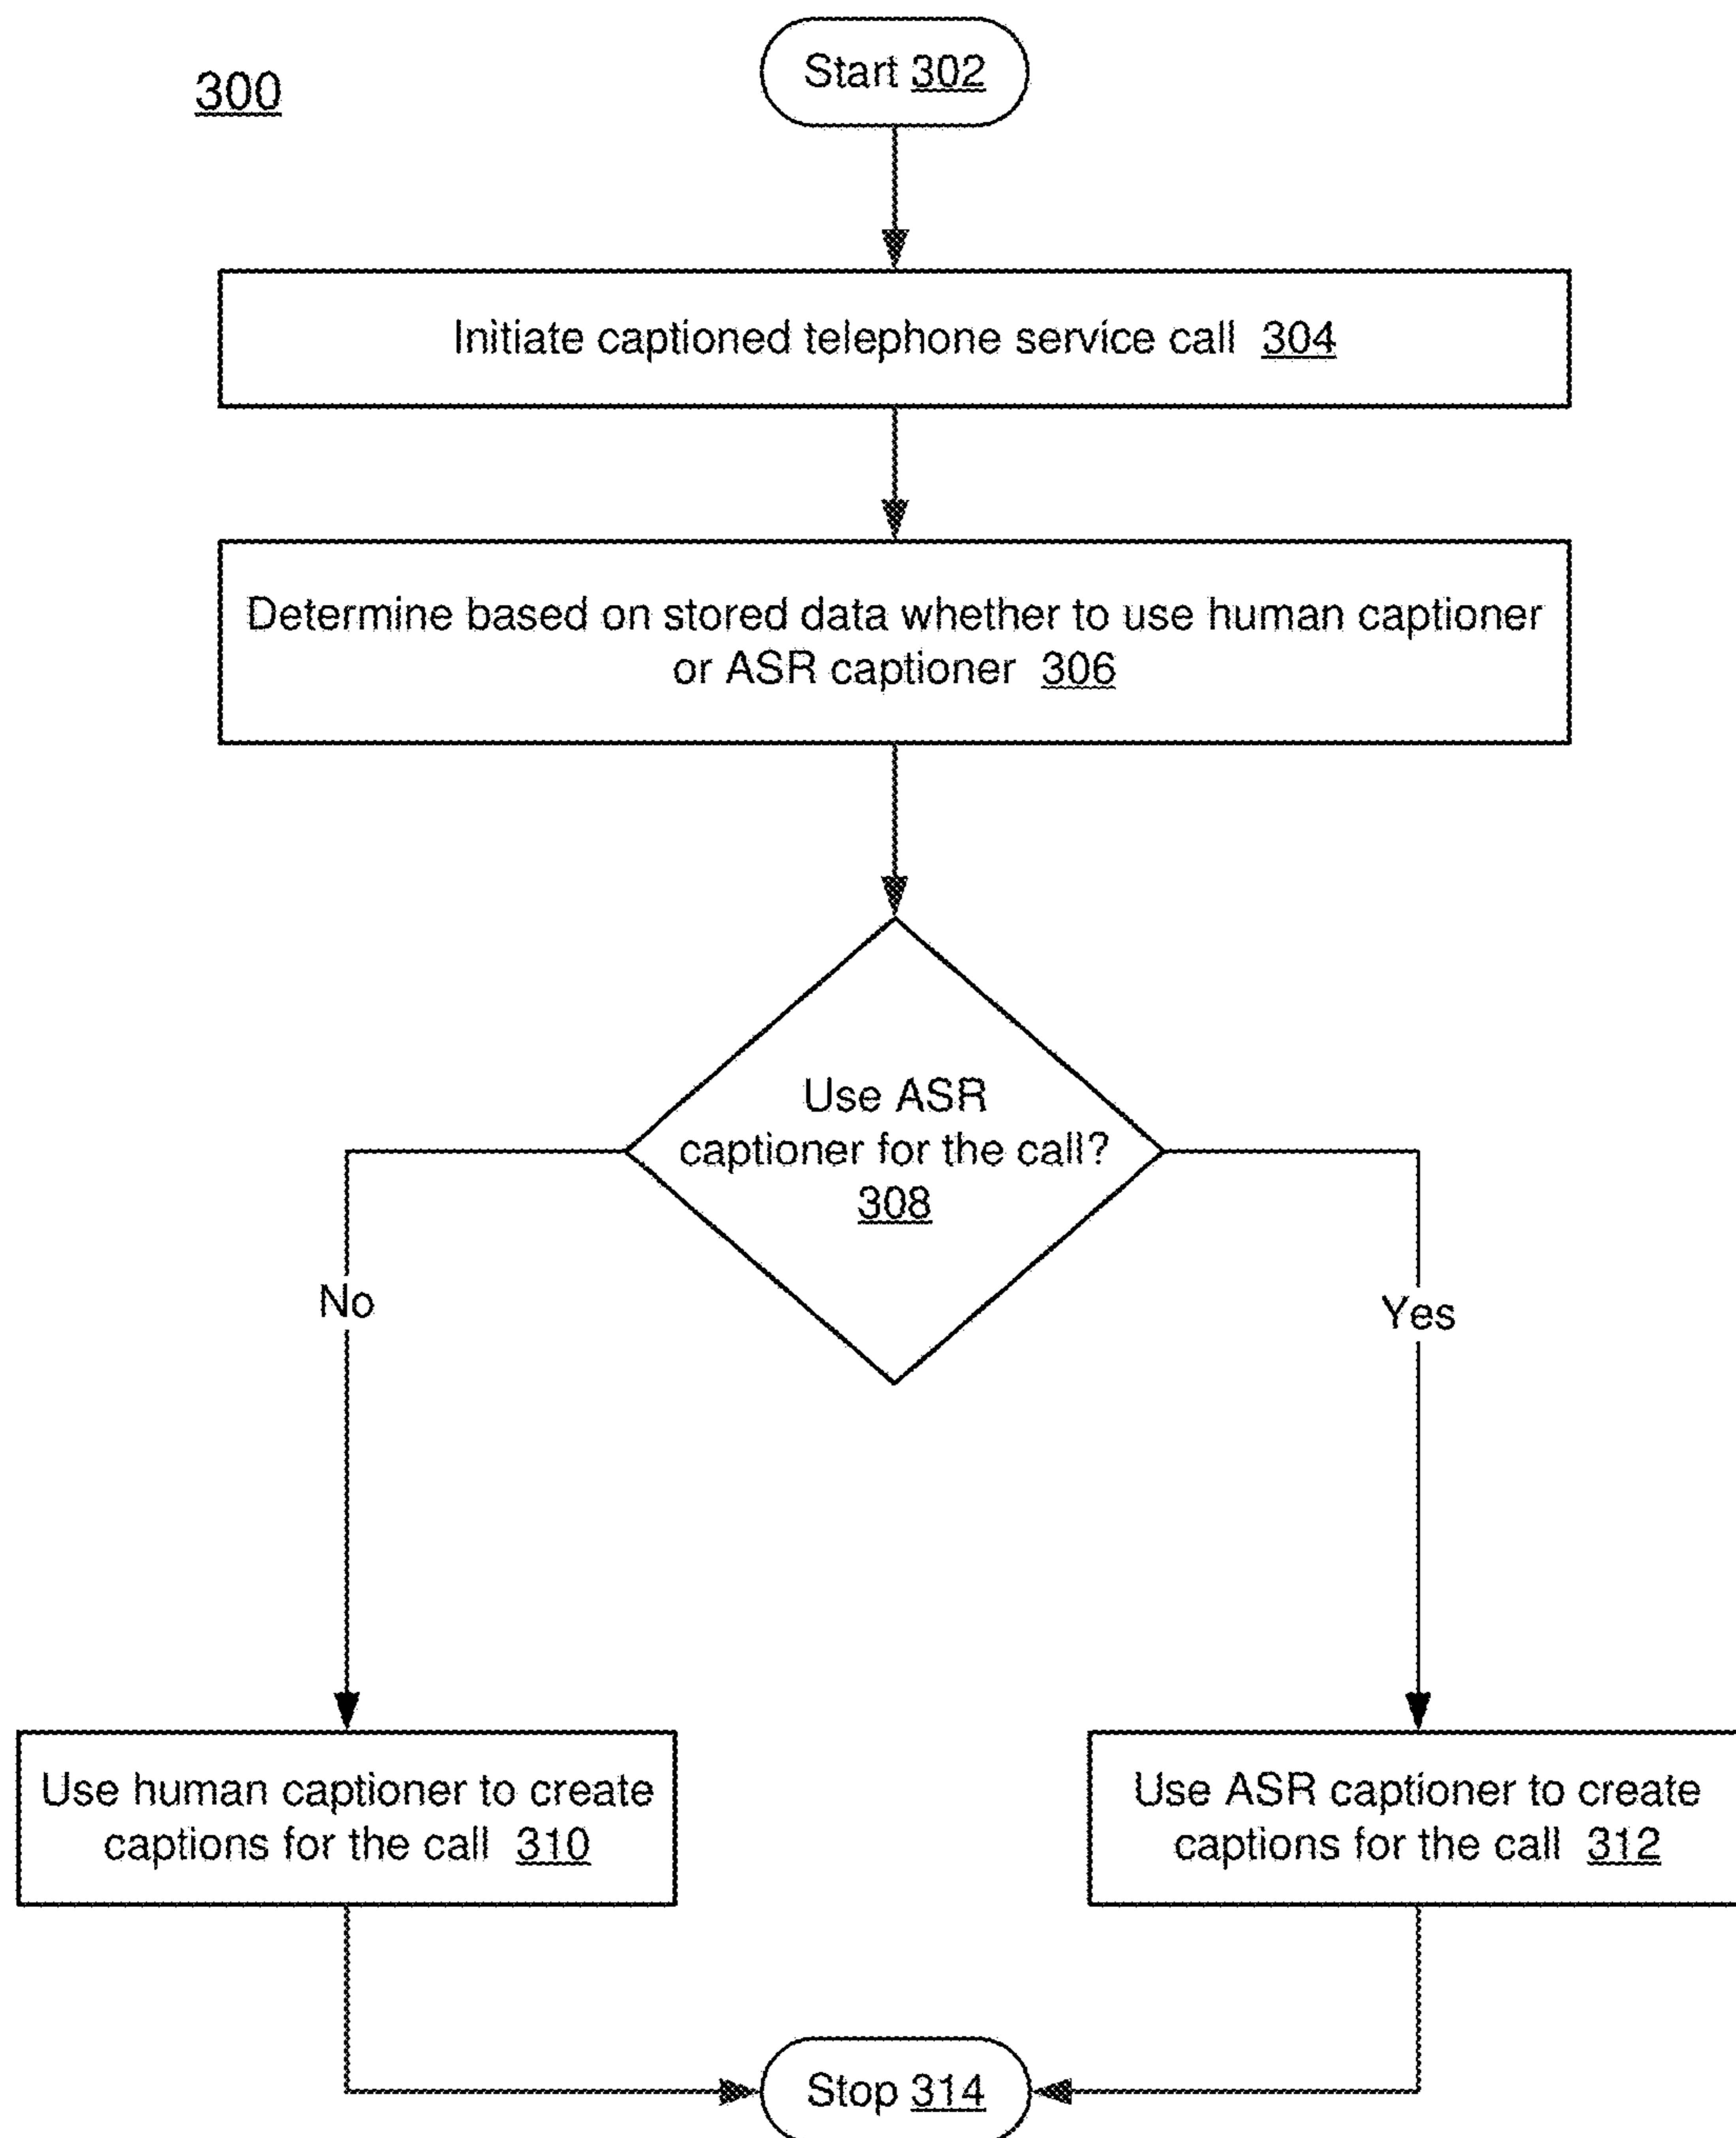 300
Start 302
Initiate captioned telephone service call 304
Determine based on stored data whether to use human captioner
or ASR captioner 306
Use ASR
captioner for the call?
308
No
Yes
Use human captioner to create
captions for the call 310
Use ASR captioner to create
captions for the call 312
Stop 314